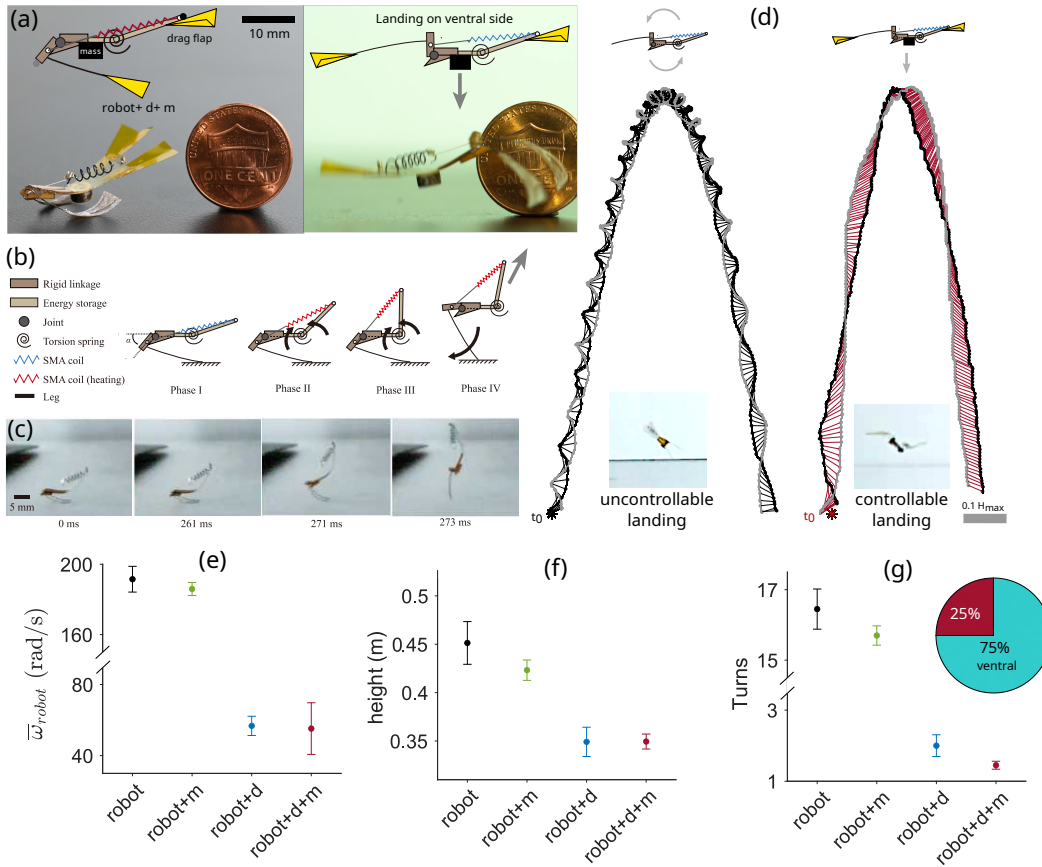 (a)
mass
drag flap
10 mm
robot+ d+ m
ONE CENT
Landing on ventral side
(b)
Rigid linkage
Energy storage
Joint
Torsion spring
SMA coil
SMA coil (heating)
Leg
α
Phase I
Phase II
Phase III
Phase IV
(c)
5 mm
0 ms
261 ms
271 ms
273 ms
(d)
t0
uncontrollable
landing
t0
controllable
landing
0.1 Hmax
(e)
200
160
80
40
ω̅robot (rad/s)
robot
robot+m
robot+d
robot+d+m
(f)
0.5
0.45
0.4
0.35
height (m)
robot
robot+m
robot+d
robot+d+m
(g)
17
15
3
1
Turns
25%
75%
ventral
robot
robot+m
robot+d
robot+d+m